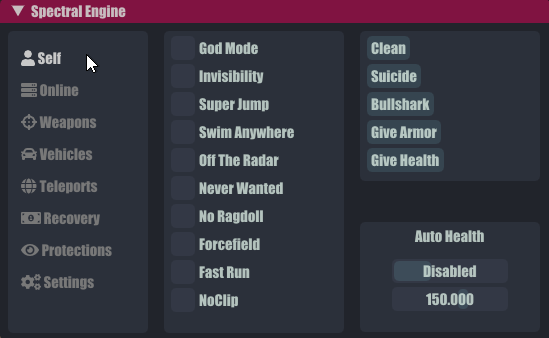 Spectral Engine
Self
Online
Weapons
Vehicles
Teleports
Recovery
Protections
Settings
God Mode
Invisibility
Super Jump
Swim Anywhere
Off The Radar
Never Wanted
No Ragdoll
Forcefield
Fast Run
NoClip
Clean
Suicide
Bullshark
Give Armor
Give Health
Auto Health
Disabled
150.000